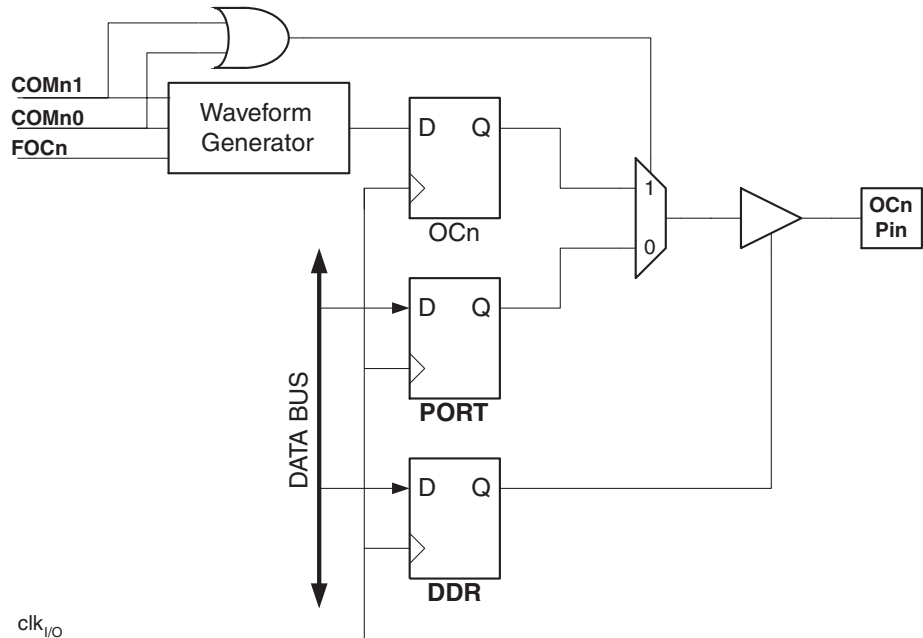 COMn1
COMn0
FOCn
Waveform
Generator
D Q
OCn
1
0
OCn
Pin
D Q
PORT
DATA BUS
D Q
DDR
clkI/O